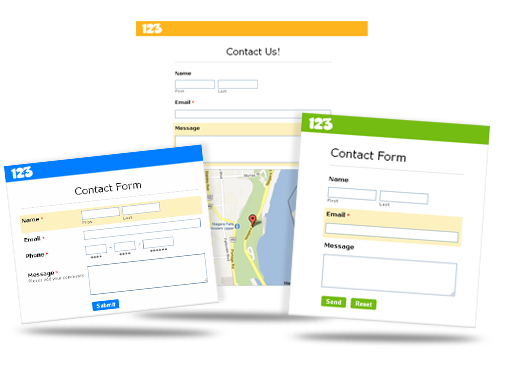 123
Contact Us!
Name
First Last
Email *
Message
123
Contact Form
Name *
First Last
Email *
Phone *
#### #### ######
Message *
Submit
123
Contact Form
Name
First Last
Email *
Message
Send Reset